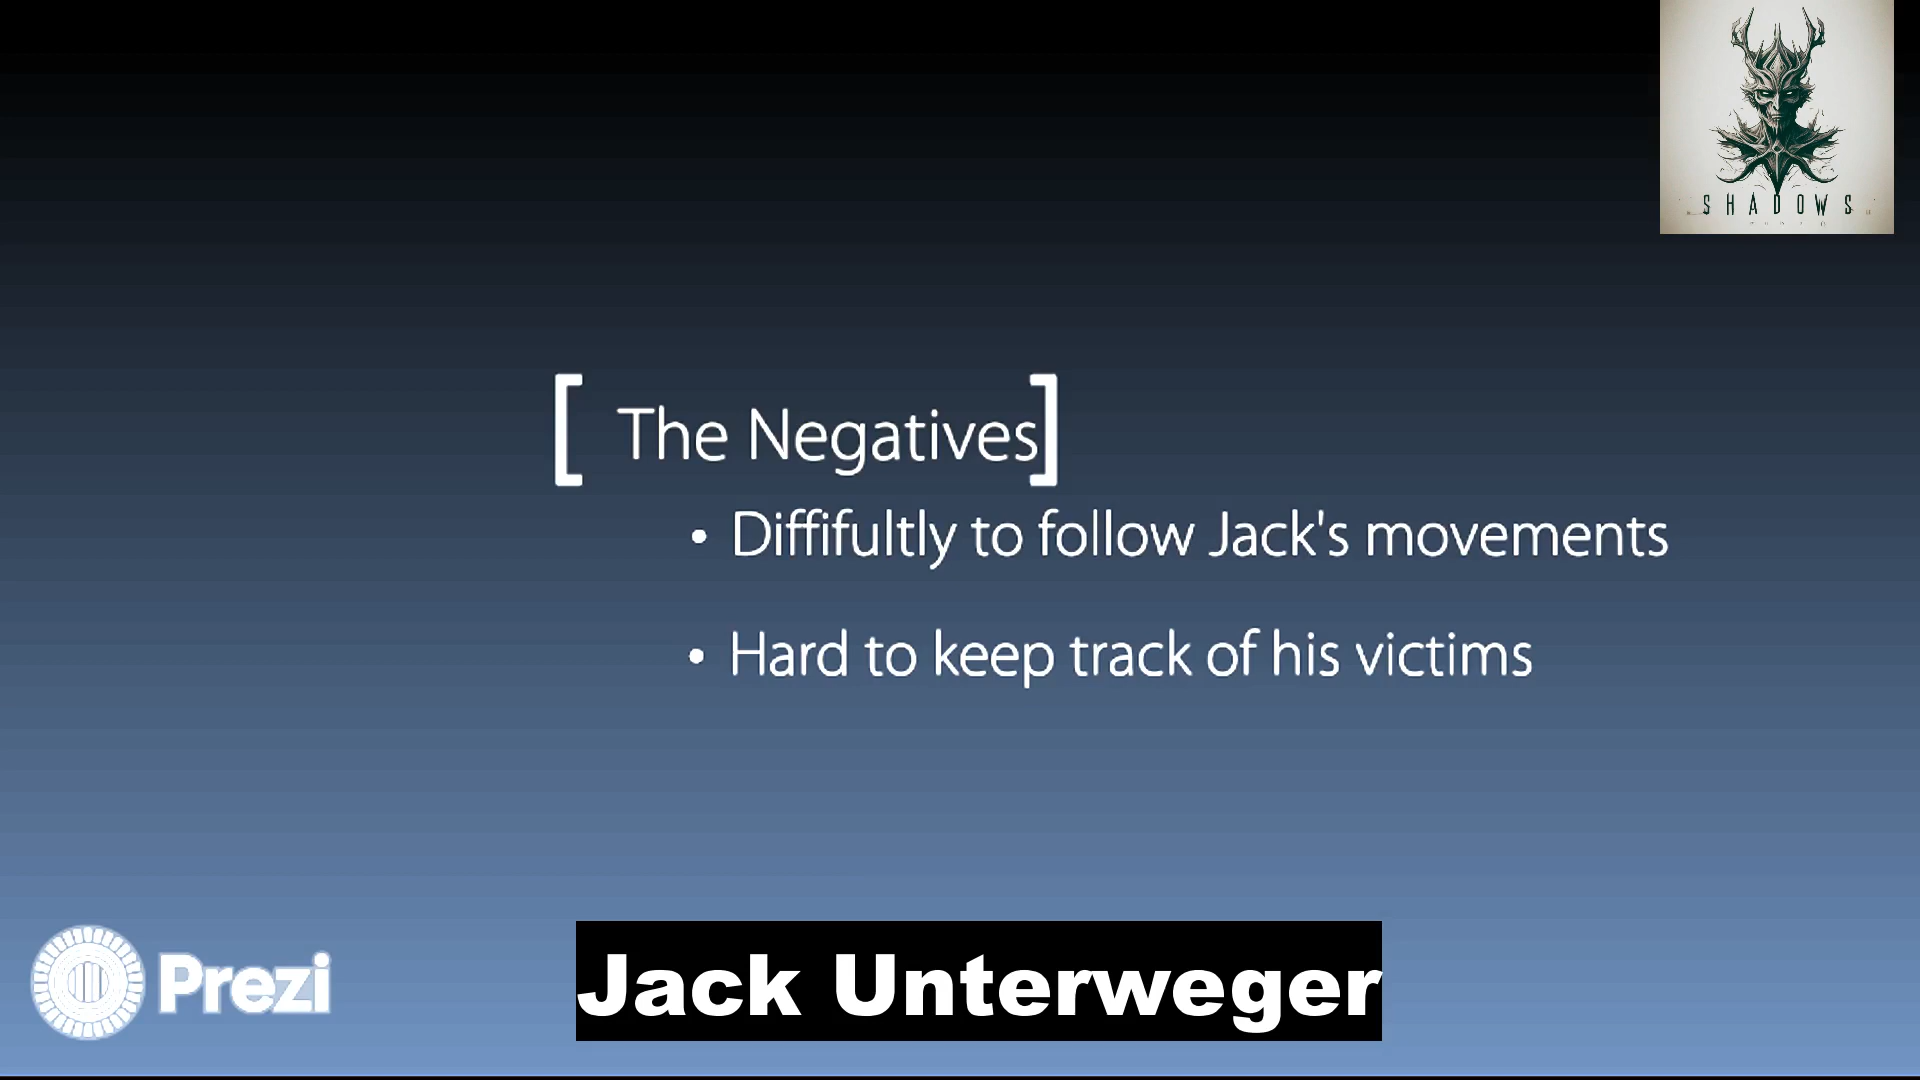 SHADOWS
[ The Negatives]
• Diffifultly to follow Jack's movements
• Hard to keep track of his victims
Prezi
Jack Unterweger